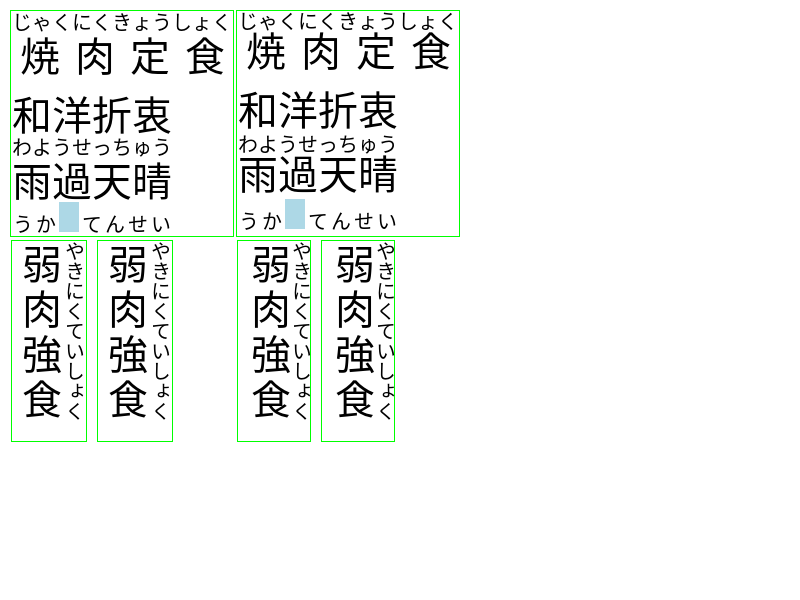 じゃくにくきょうしょく
焼肉定食
和洋折衷
わようせっちゅう
雨過天晴
うか てんせい
じゃくにくきょうしょく
焼肉定食
和洋折衷
わようせっちゅう
雨過天晴
うか てんせい
やきにくていしょく
弱肉強食
やきにくていしょく
弱肉強食
やきにくていしょく
弱肉強食
やきにくていしょく
弱肉強食